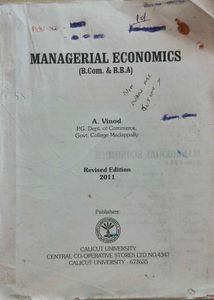 MANAGERIAL ECONOMICS
(B.Com. & B.B.A)
A. Vinod
P.G. Dept. of Commerce,
Govt. College Madappally
Revised Edition
2011
Publishers:
CALICUT UNIVERSITY
CENTRAL CO-OPERATIVE STORES LTD.NO.4347
CALICUT UNIVERSITY - 673635